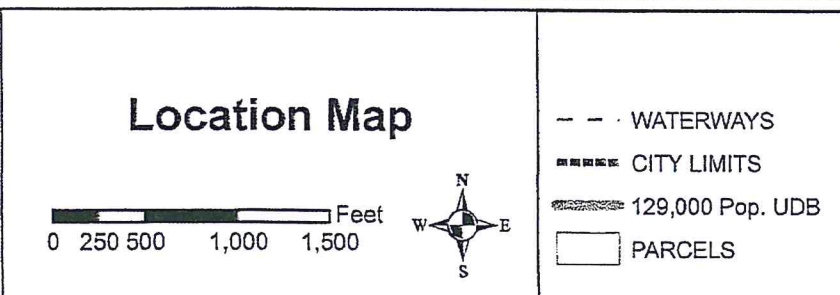 Location Map
Feet
0 250 500 1,000 1,500
N
W E
S
WATERWAYS
CITY LIMITS
129,000 Pop. UDB
PARCELS